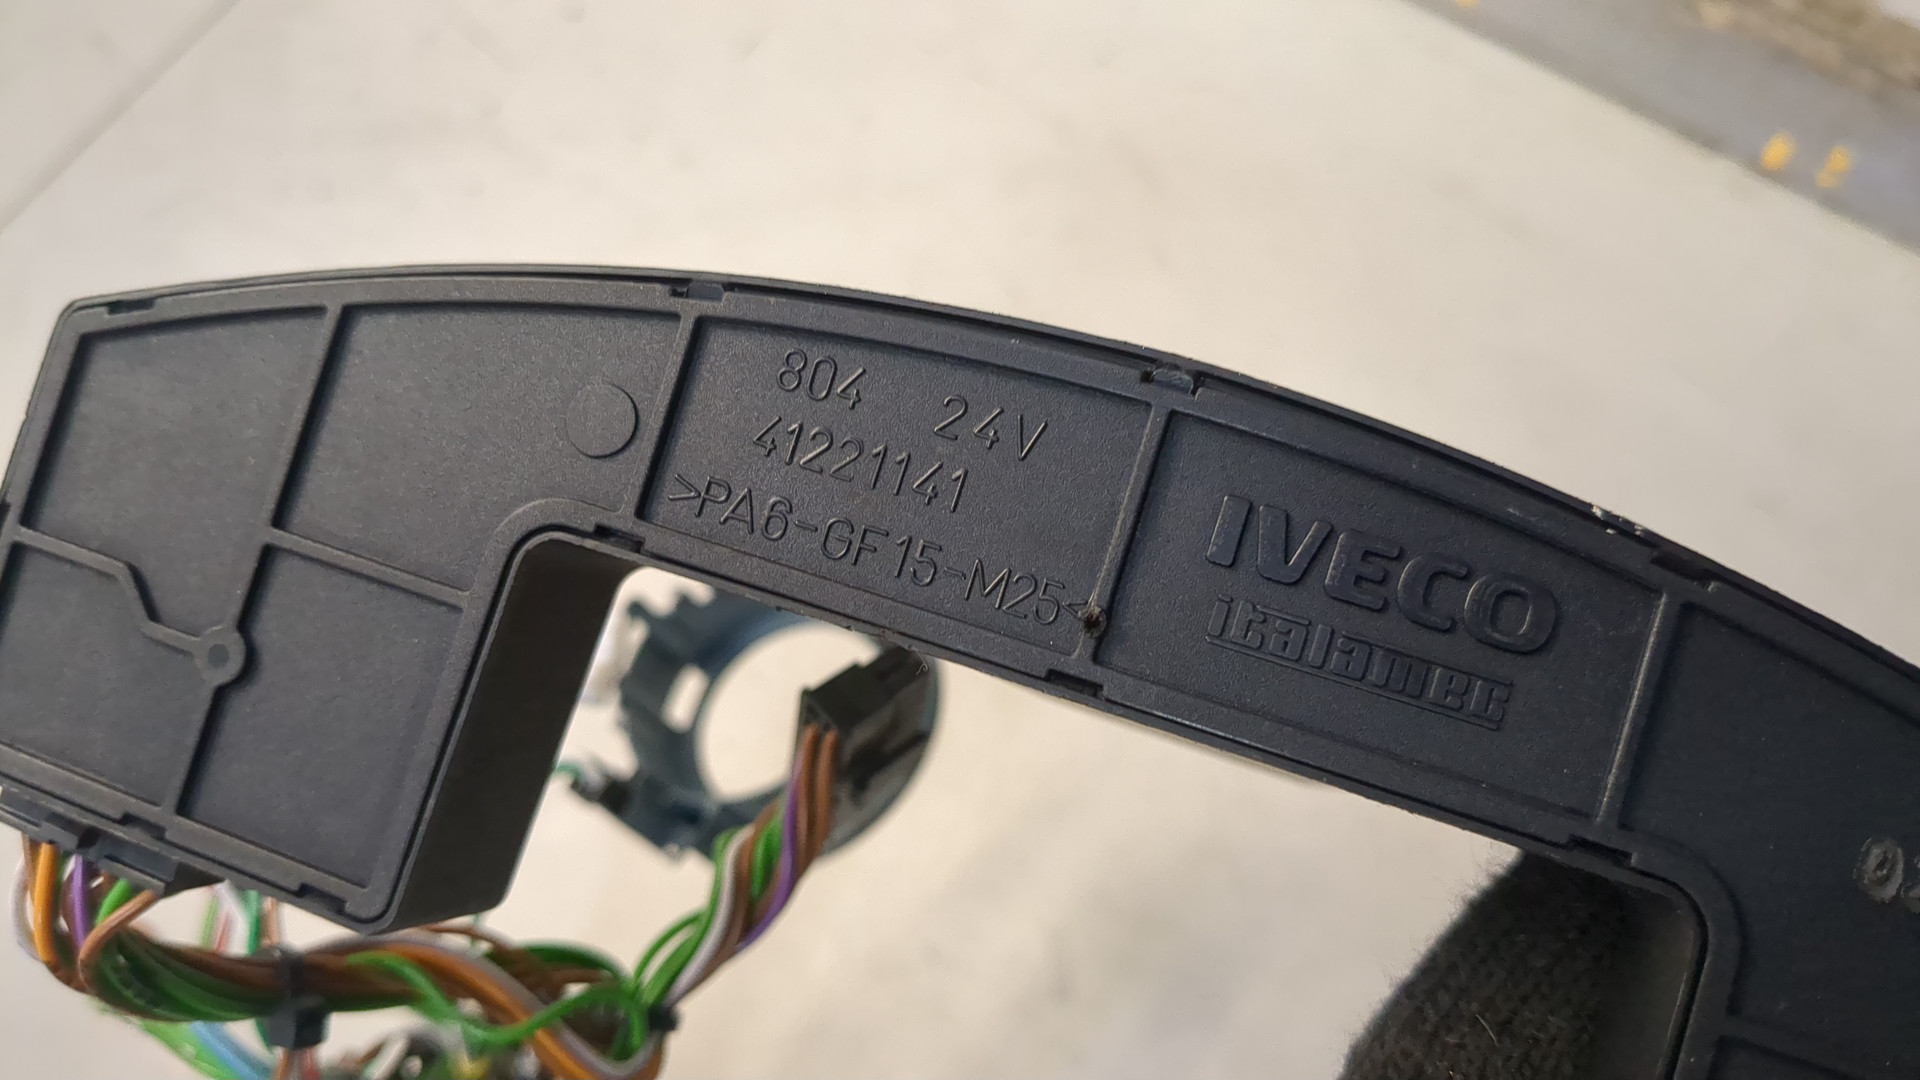 804 24V
41221141
>PA6-GF15-M25<
IVECO
italamec